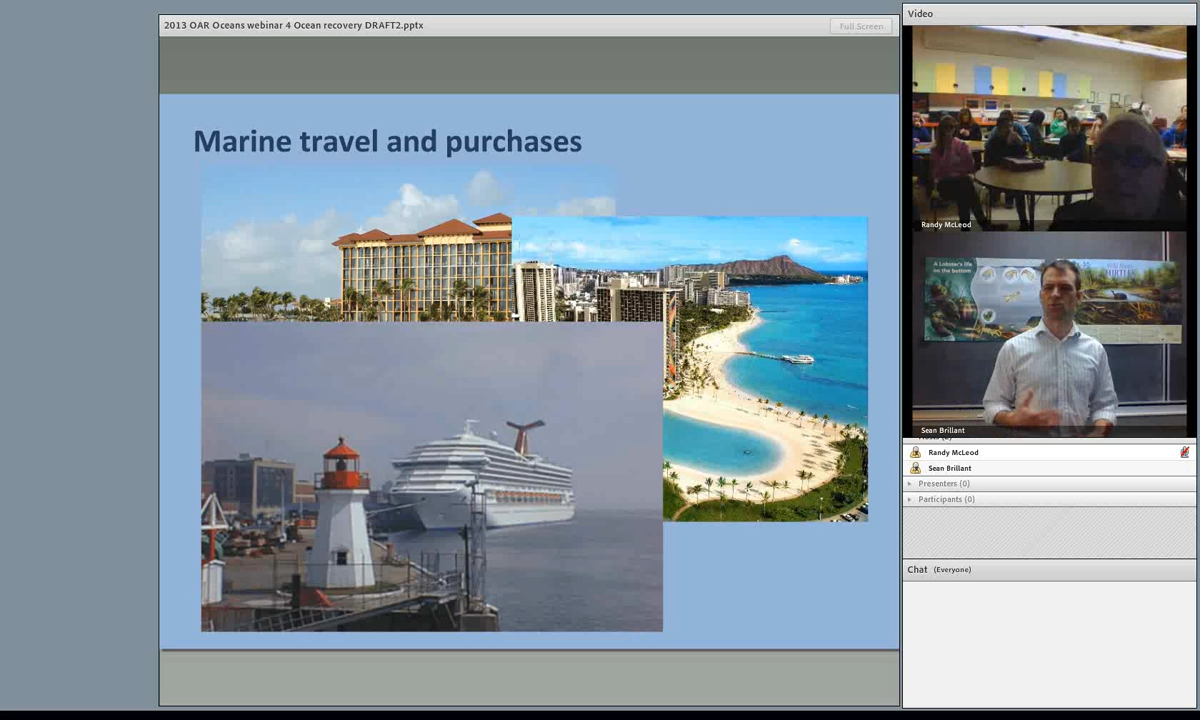 2013 OAR Oceans webinar 4 Ocean recovery DRAFT2.pptx
Full Screen
Marine travel and purchases
Video
Randy McLeod
A Lobster's life
on the bottom
TURTLES
Sean Brillant
Randy McLeod
Sean Brillant
Presenters (0)
Participants (0)
Chat (Everyone)